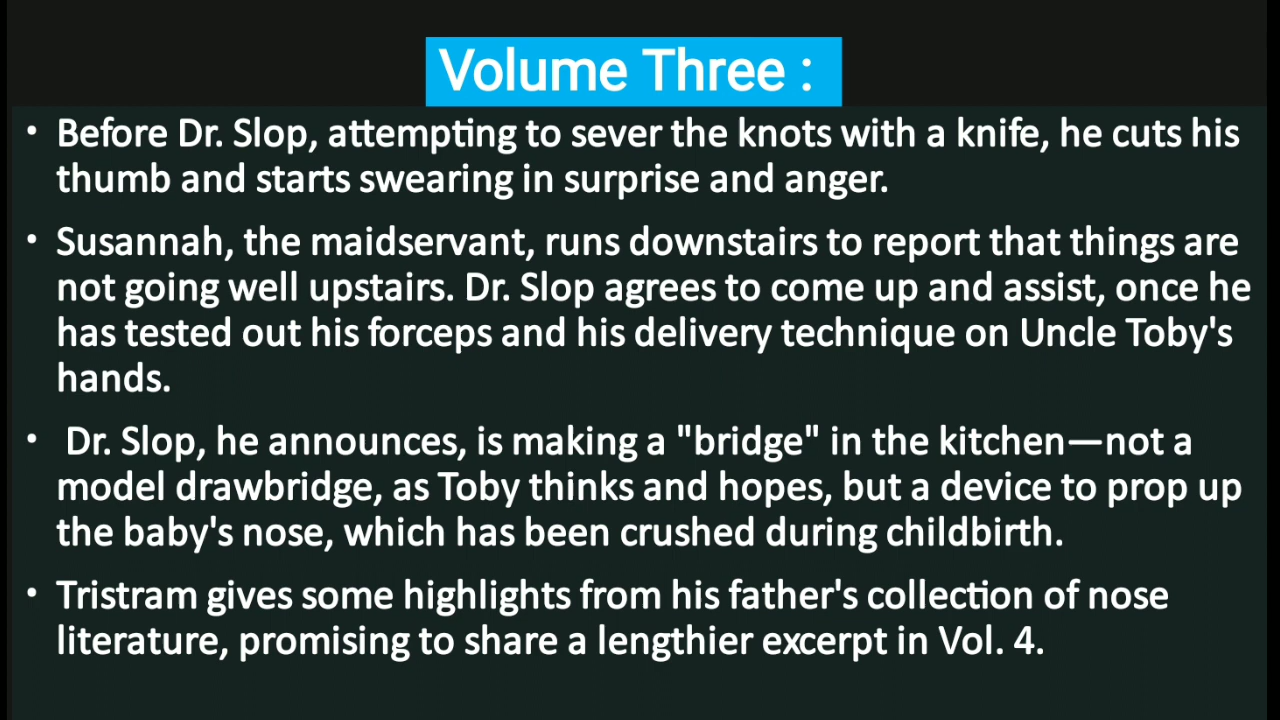 Volume Three :
• Before Dr. Slop, attempting to sever the knots with a knife, he cuts his
thumb and starts swearing in surprise and anger.
• Susannah, the maidservant, runs downstairs to report that things are
not going well upstairs. Dr. Slop agrees to come up and assist, once he
has tested out his forceps and his delivery technique on Uncle Toby's
hands.
• Dr. Slop, he announces, is making a "bridge" in the kitchen—not a
model drawbridge, as Toby thinks and hopes, but a device to prop up
the baby's nose, which has been crushed during childbirth.
• Tristram gives some highlights from his father's collection of nose
literature, promising to share a lengthier excerpt in Vol. 4.